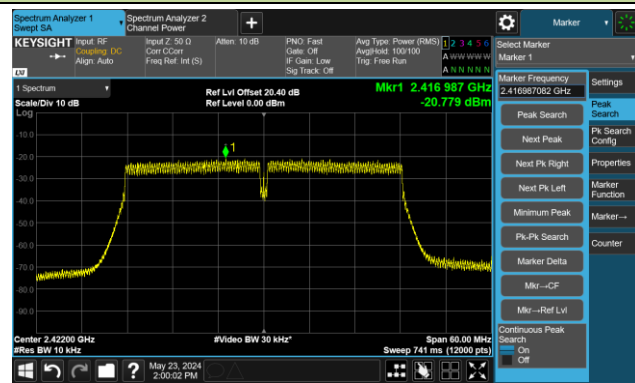 Spectrum Analyzer 1
Swept SA
Spectrum Analyzer 2
Channel Power
+
Marker
KEYSIGHT
Input: RF
Coupling: DC
Align: Auto
Input Z: 50 Ω
Corr CCorr
Freq Ref: Int (S)
Atten: 10 dB
PNO: Fast
Gate: Off
IF Gain: Low
Sig Track: Off
Avg Type: Power (RMS)
Avg|Hold: 100/100
Trig: Free Run
1 2 3 4 5 6
A W W W W W
A N N N N N
Select Marker
Marker 1
1 Spectrum
Scale/Div 10 dB
Log
Ref Lvl Offset 20.40 dB
Ref Level 0.00 dBm
Mkr1 2.416 987 GHz
-20.779 dBm
1
-10.0
-20.0
-30.0
-40.0
-50.0
-60.0
-70.0
-80.0
-90.0
Center 2.42200 GHz
#Res BW 10 kHz
#Video BW 30 kHz*
Span 60.00 MHz
Sweep 741 ms (12000 pts)
Marker Frequency
2.416987082 GHz
Peak Search
Next Peak
Next Pk Right
Next Pk Left
Minimum Peak
Pk-Pk Search
Marker Delta
Mkr→CF
Mkr→Ref Lvl
Continuous Peak
Search
On
Off
Settings
Peak
Search
Pk Search
Config
Properties
Marker
Function
Marker→
Counter
?
May 23, 2024
2:00:02 PM